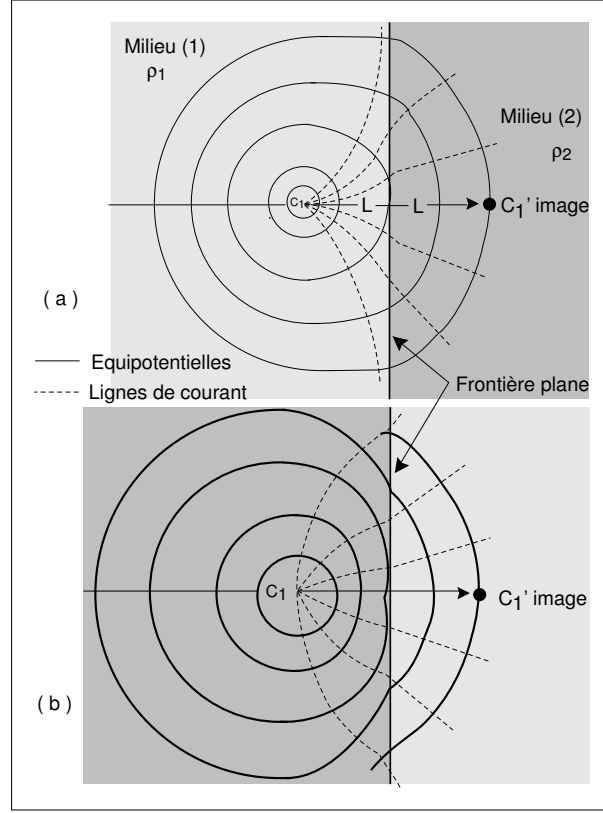 Milieu (1)
ρ1
Milieu (2)
ρ2
C1
L
L
C1' image
( a )
Equipotentielles
Lignes de courant
Frontière plane
C1
C1' image
( b )